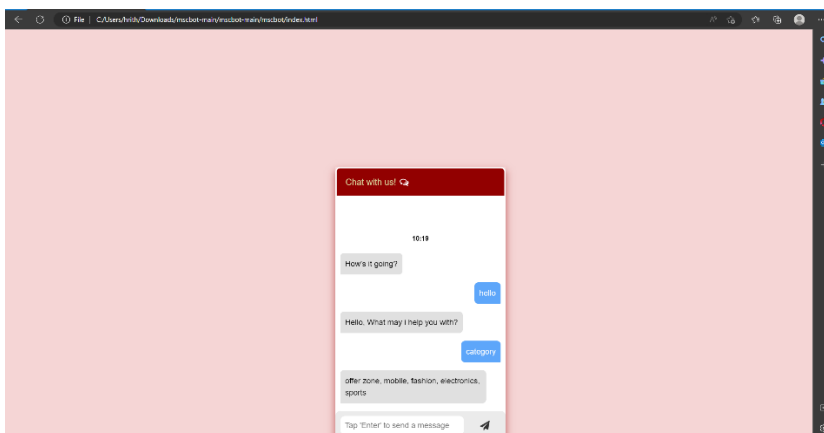 File | C:/Users/hrith/Downloads/mscbot-main/mscbot-main/mscbot/index.html
Chat with us!
10:19
How's it going?
hello
Hello. What may I help you with?
category
offer zone, mobile, fashion, electronics,
sports
Tap 'Enter' to send a message